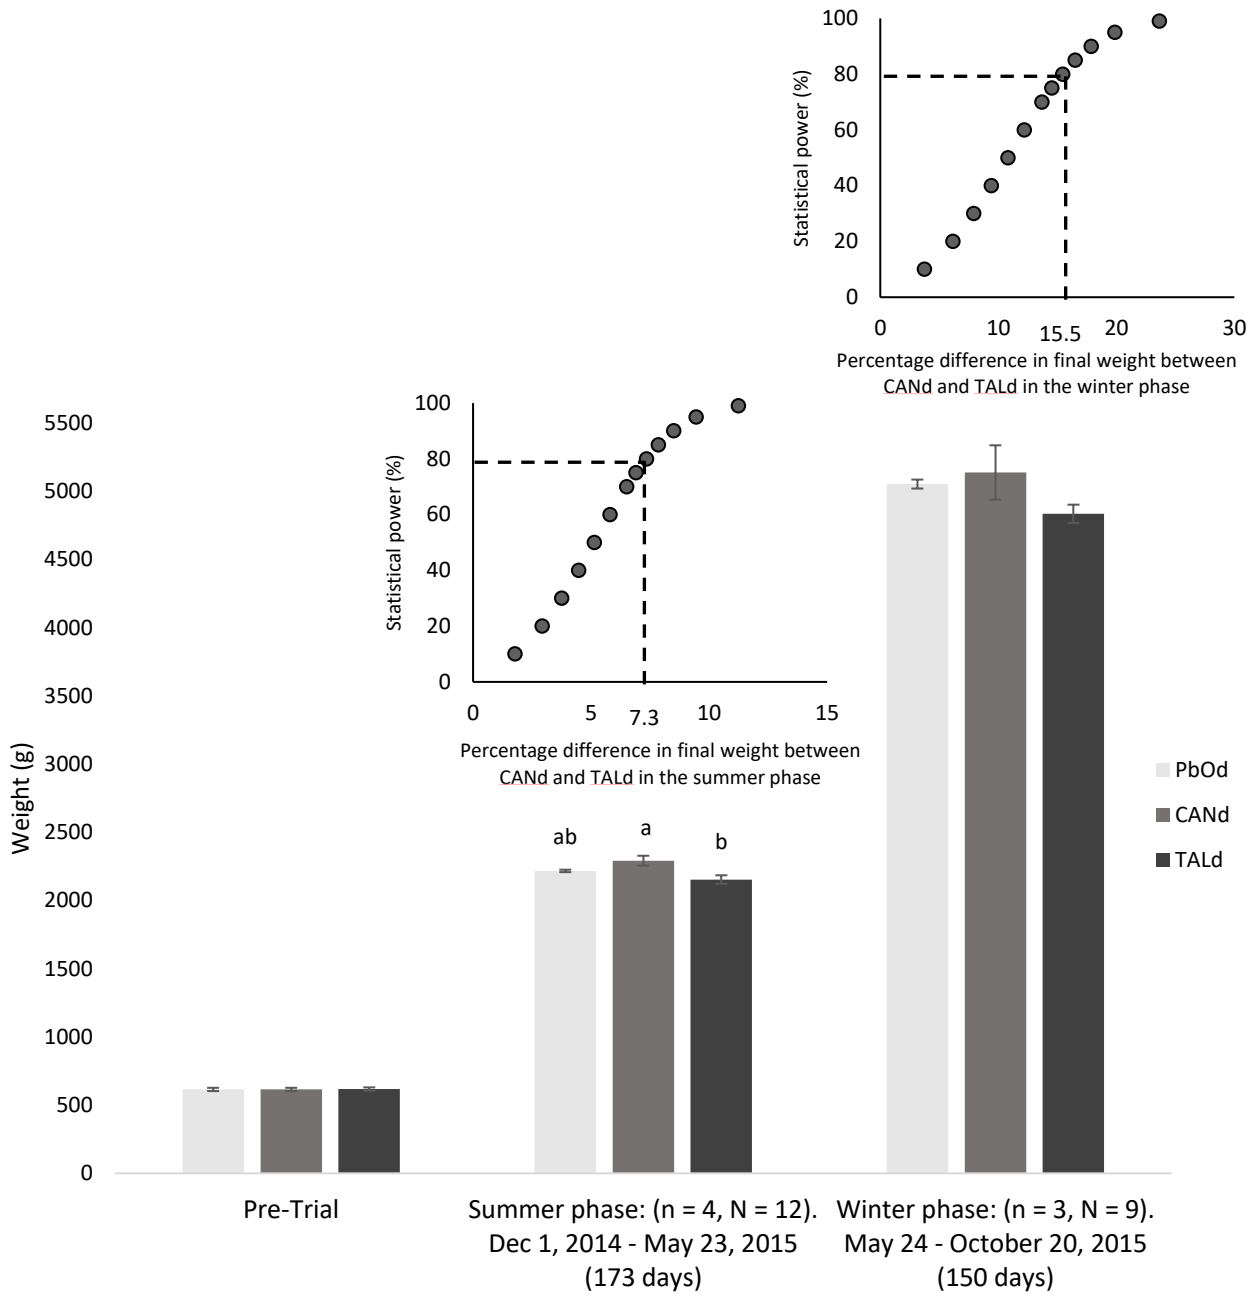 100
80
60
40
20
0
Statistical power (%)
0
10
15.5
20
30
Percentage difference in final weight between
CANd and TALd in the winter phase
100
80
60
40
20
0
Statistical power (%)
0
5
7.3
10
15
Percentage difference in final weight between
CANd and TALd in the summer phase
5500
5000
4500
4000
3500
3000
2500
2000
1500
1000
500
0
Weight (g)
ab
a
b
PbOd
CANd
TALd
Pre-Trial
Summer phase: (n = 4, N = 12).
Dec 1, 2014 - May 23, 2015
(173 days)
Winter phase: (n = 3, N = 9).
May 24 - October 20, 2015
(150 days)